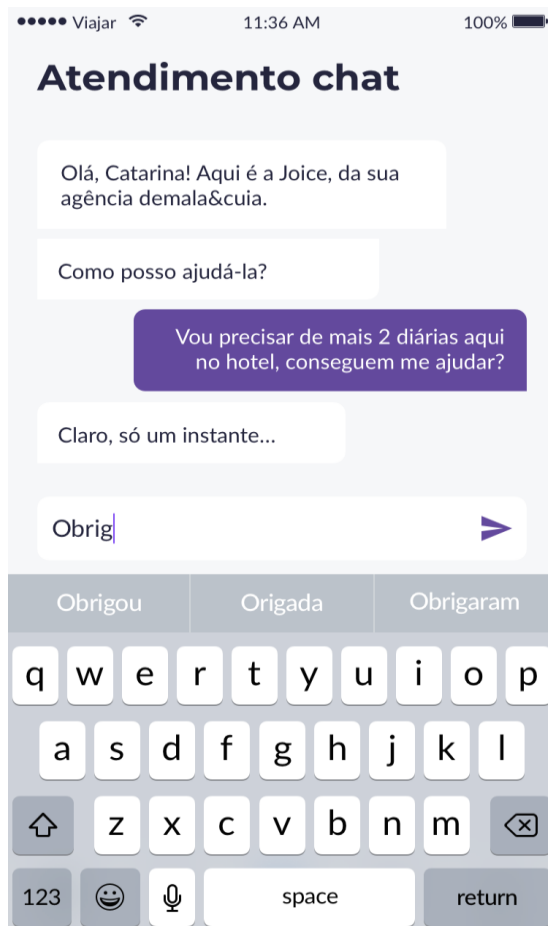 Viajar 11:36 AM 100%
Atendimento chat
Olá, Catarina! Aqui é a Joice, da sua
agência demala&cuia.
Como posso ajudá-la?
Vou precisar de mais 2 diárias aqui
no hotel, conseguem me ajudar?
Claro, só um instante...
Obrig
Obrigou Origada Obrigaram
q w e r t y u i o p
a s d f g h j k l
z x c v b n m
123 space return